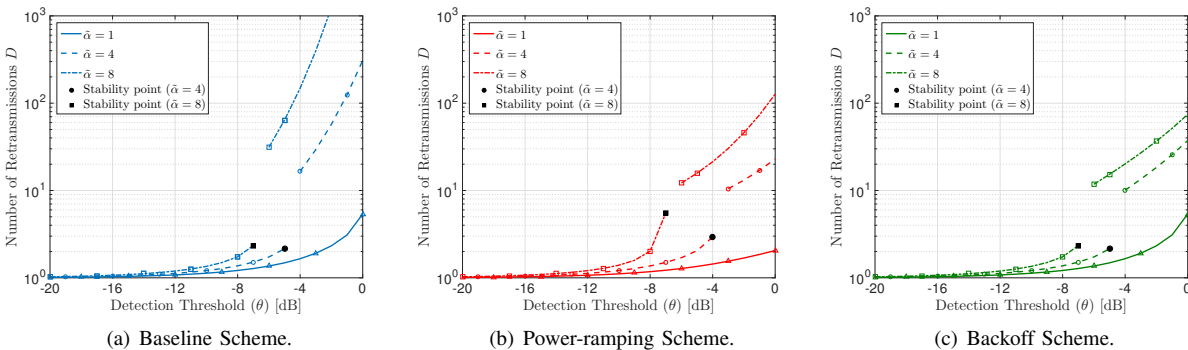 Number of Retransmissions D
10^3
10^2
10^1
10^0
α̃ = 1
α̃ = 4
α̃ = 8
Stability point (α̃ = 4)
Stability point (α̃ = 8)
-20 -16 -12 -8 -4 0
Detection Threshold (θ) [dB]
(a) Baseline Scheme.
Number of Retransmissions D
10^3
10^2
10^1
10^0
α̃ = 1
α̃ = 4
α̃ = 8
Stability point (α̃ = 4)
Stability point (α̃ = 8)
-20 -16 -12 -8 -4 0
Detection Threshold (θ) [dB]
(b) Power-ramping Scheme.
Number of Retransmissions D
10^3
10^2
10^1
10^0
α̃ = 1
α̃ = 4
α̃ = 8
Stability point (α̃ = 4)
Stability point (α̃ = 8)
-20 -16 -12 -8 -4 0
Detection Threshold (θ) [dB]
(c) Backoff Scheme.